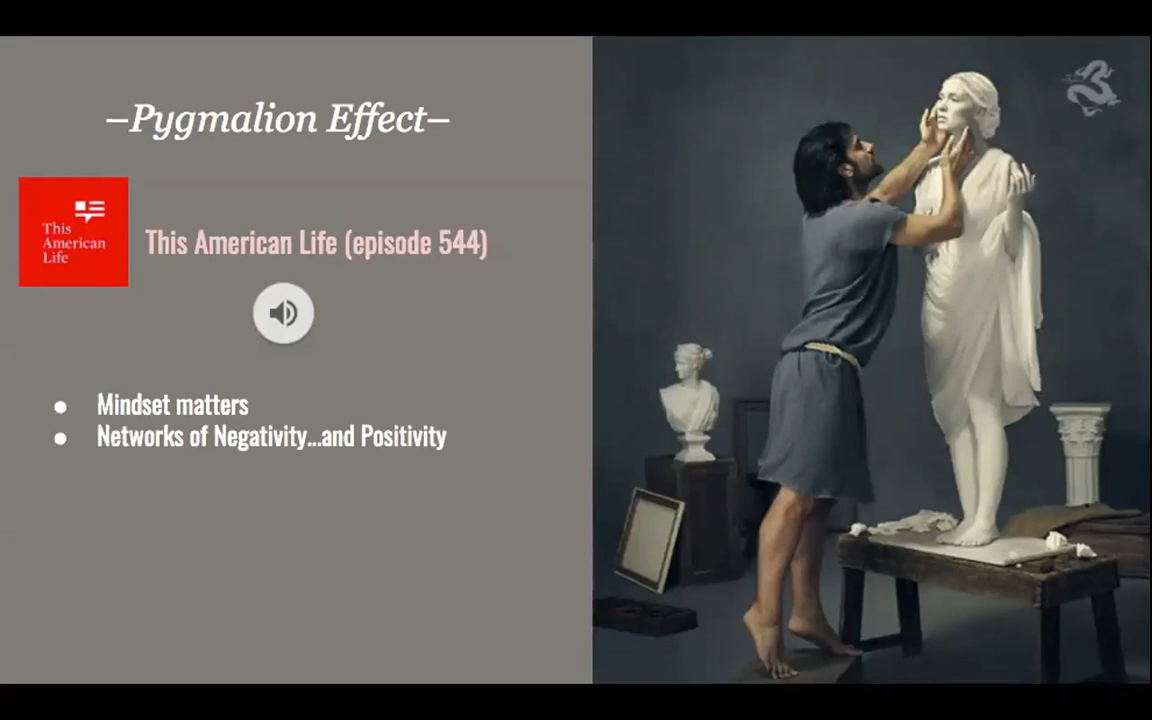 –Pygmalion Effect–
This
American
Life
This American Life (episode 544)
● Mindset matters
● Networks of Negativity...and Positivity